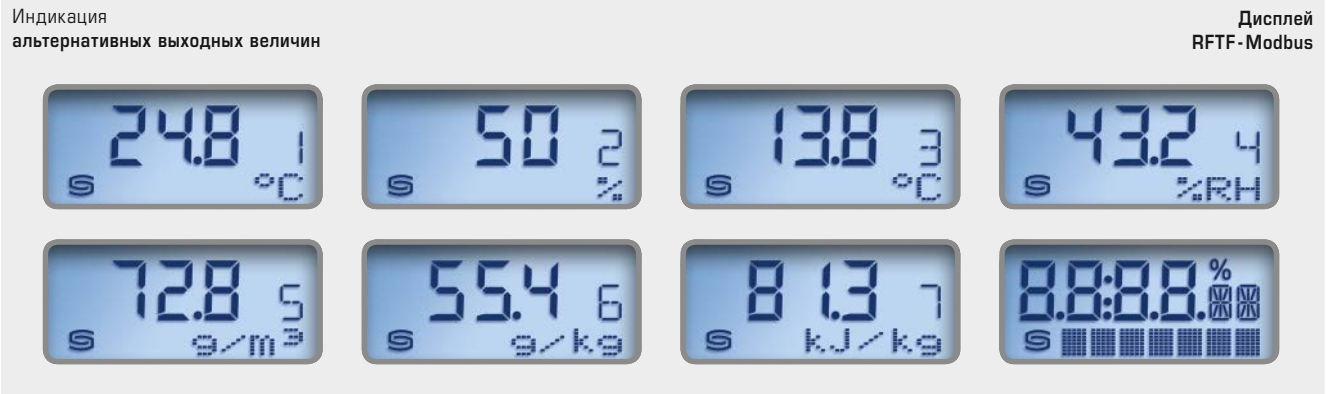 Индикация
альтернативных выходных величин
Дисплей
RFTF-Modbus
24.8 1
°C
50 2
%
13.8 3
°C
43.2 4
%RH
72.8 5
g/m³
55.4 6
g/kg
81.3 7
kJ/kg
8.8:8.8. %